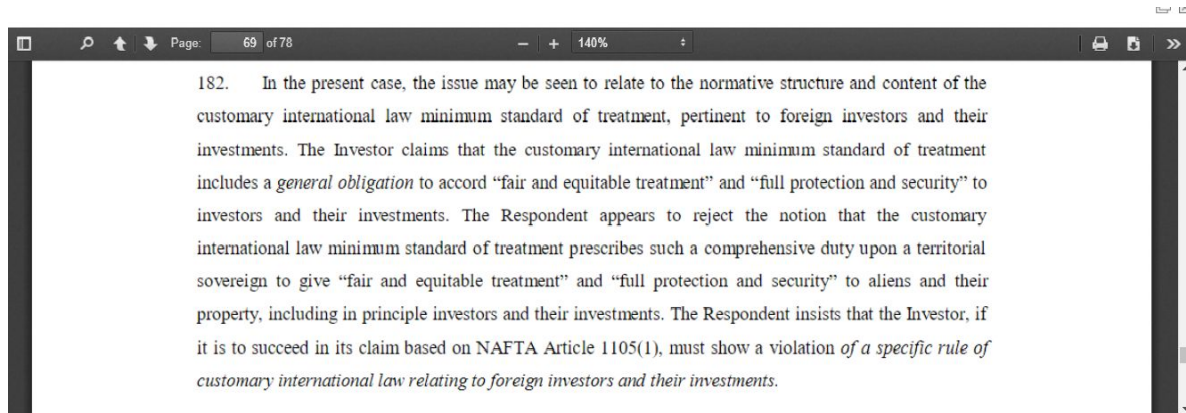 Page: 69 of 78 − + 140%
182. In the present case, the issue may be seen to relate to the normative structure and content of the
customary international law minimum standard of treatment, pertinent to foreign investors and their
investments. The Investor claims that the customary international law minimum standard of treatment
includes a general obligation to accord “fair and equitable treatment” and “full protection and security” to
investors and their investments. The Respondent appears to reject the notion that the customary
international law minimum standard of treatment prescribes such a comprehensive duty upon a territorial
sovereign to give “fair and equitable treatment” and “full protection and security” to aliens and their
property, including in principle investors and their investments. The Respondent insists that the Investor, if
it is to succeed in its claim based on NAFTA Article 1105(1), must show a violation of a specific rule of
customary international law relating to foreign investors and their investments.